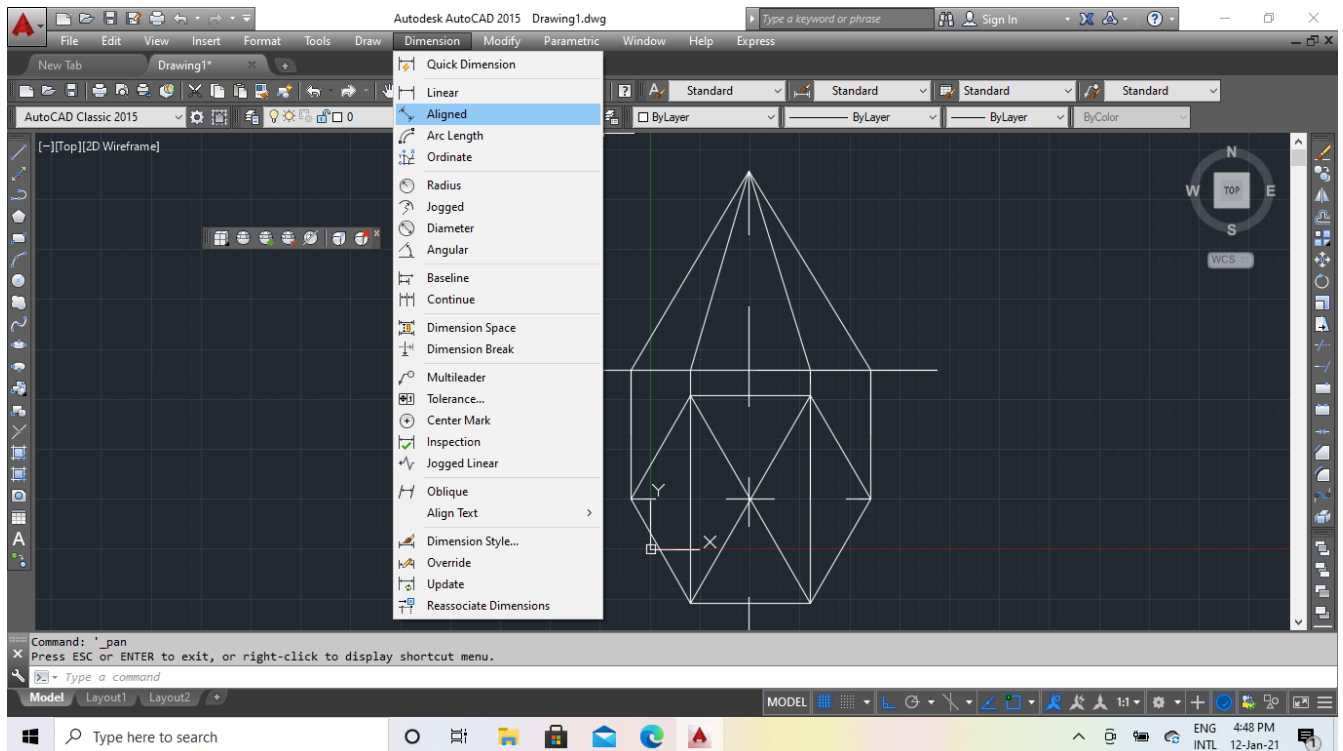 Autodesk AutoCAD 2015 Drawing1.dwg
Type a keyword or phrase
Sign In
File Edit View Insert Format Tools Draw Dimension Modify Parametric Window Help Express
New Tab Drawing1*
Standard Standard Standard Standard
AutoCAD Classic 2015
0
ByLayer ByLayer ByLayer ByColor
[−][Top][2D Wireframe]
Quick Dimension
Linear
Aligned
Arc Length
Ordinate
Radius
Jogged
Diameter
Angular
Baseline
Continue
Dimension Space
Dimension Break
Multileader
Tolerance...
Center Mark
Inspection
Jogged Linear
Oblique
Align Text
Dimension Style...
Override
Update
Reassociate Dimensions
N
W TOP E
S
WCS
Y
X
A
Command: '_pan
Press ESC or ENTER to exit, or right-click to display shortcut menu.
Type a command
Model Layout1 Layout2
MODEL
1:1
Type here to search
ENG
INTL
4:48 PM
12-Jan-21
1